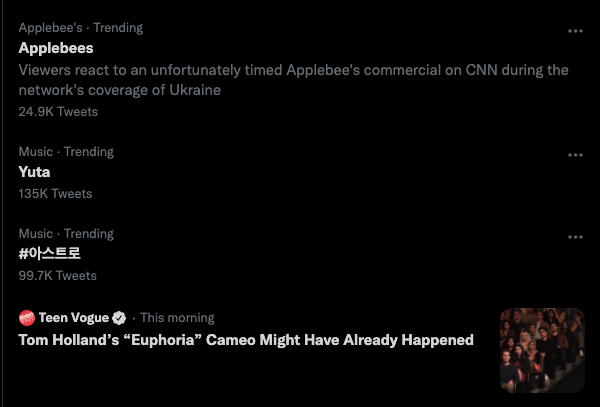 Applebee's · Trending
Applebees
Viewers react to an unfortunately timed Applebee's commercial on CNN during the
network's coverage of Ukraine
24.9K Tweets
Music · Trending
Yuta
135K Tweets
Music · Trending
#아스트로
99.7K Tweets
Teen Vogue · This morning
Tom Holland's “Euphoria” Cameo Might Have Already Happened